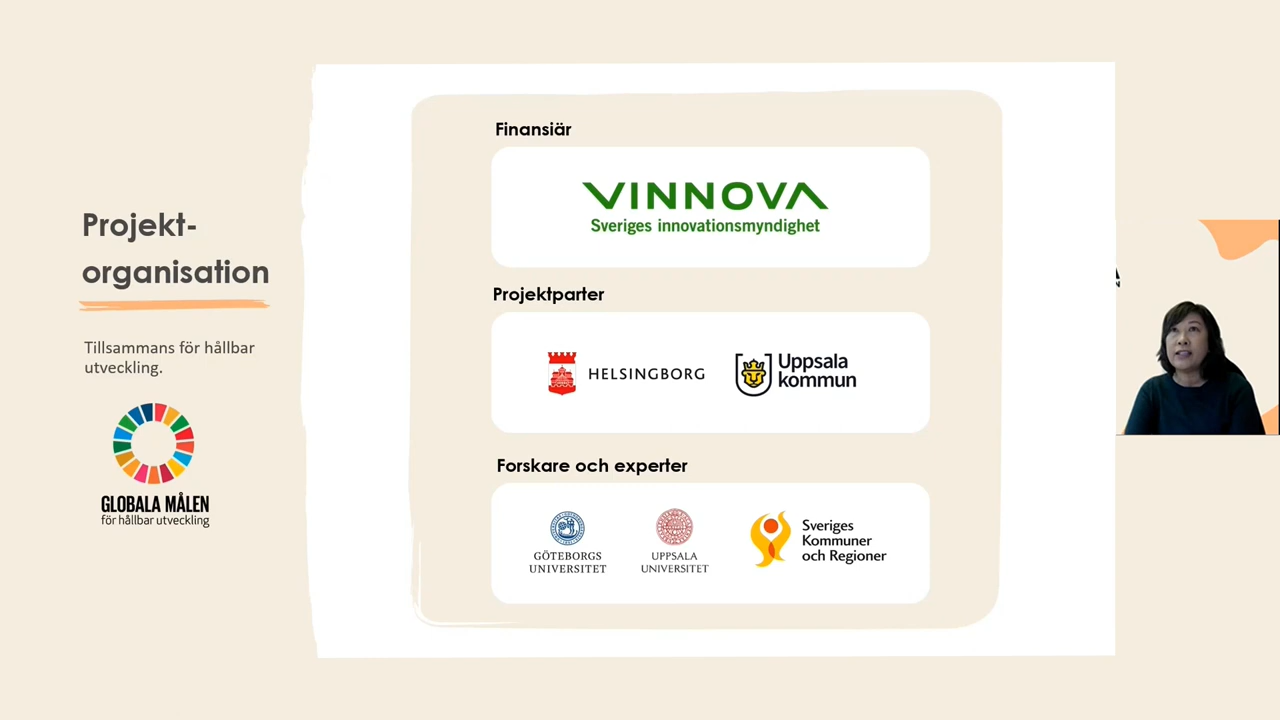 Projekt-
organisation
Tillsammans för hållbar
utveckling.
GLOBALA MÅLEN
för hållbar utveckling
Finansiär
VINNOVA
Sveriges innovationsmyndighet
Projektparter
HELSINGBORG
Uppsala
kommun
Forskare och experter
GÖTEBORGS
UNIVERSITET
UPPSALA
UNIVERSITET
Sveriges
Kommuner
och Regioner